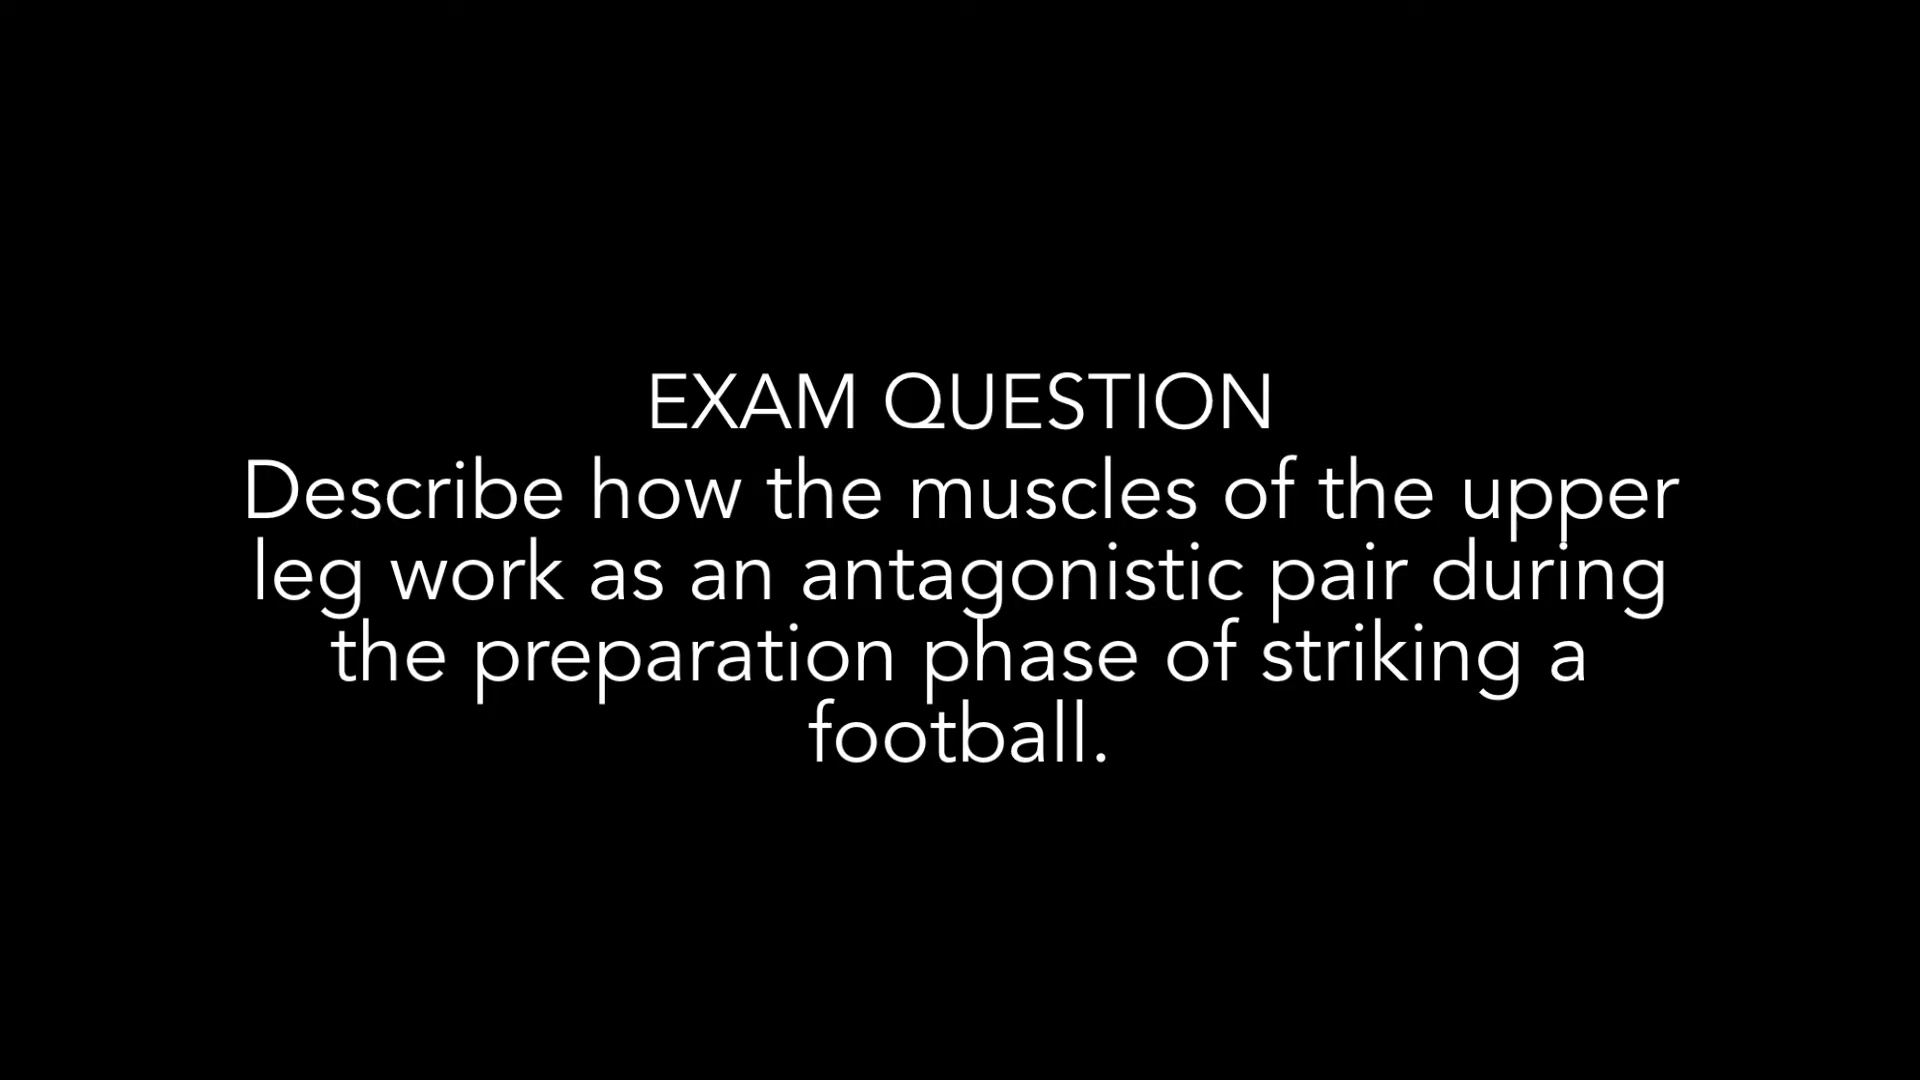 EXAM QUESTION
Describe how the muscles of the upper
leg work as an antagonistic pair during
the preparation phase of striking a
football.